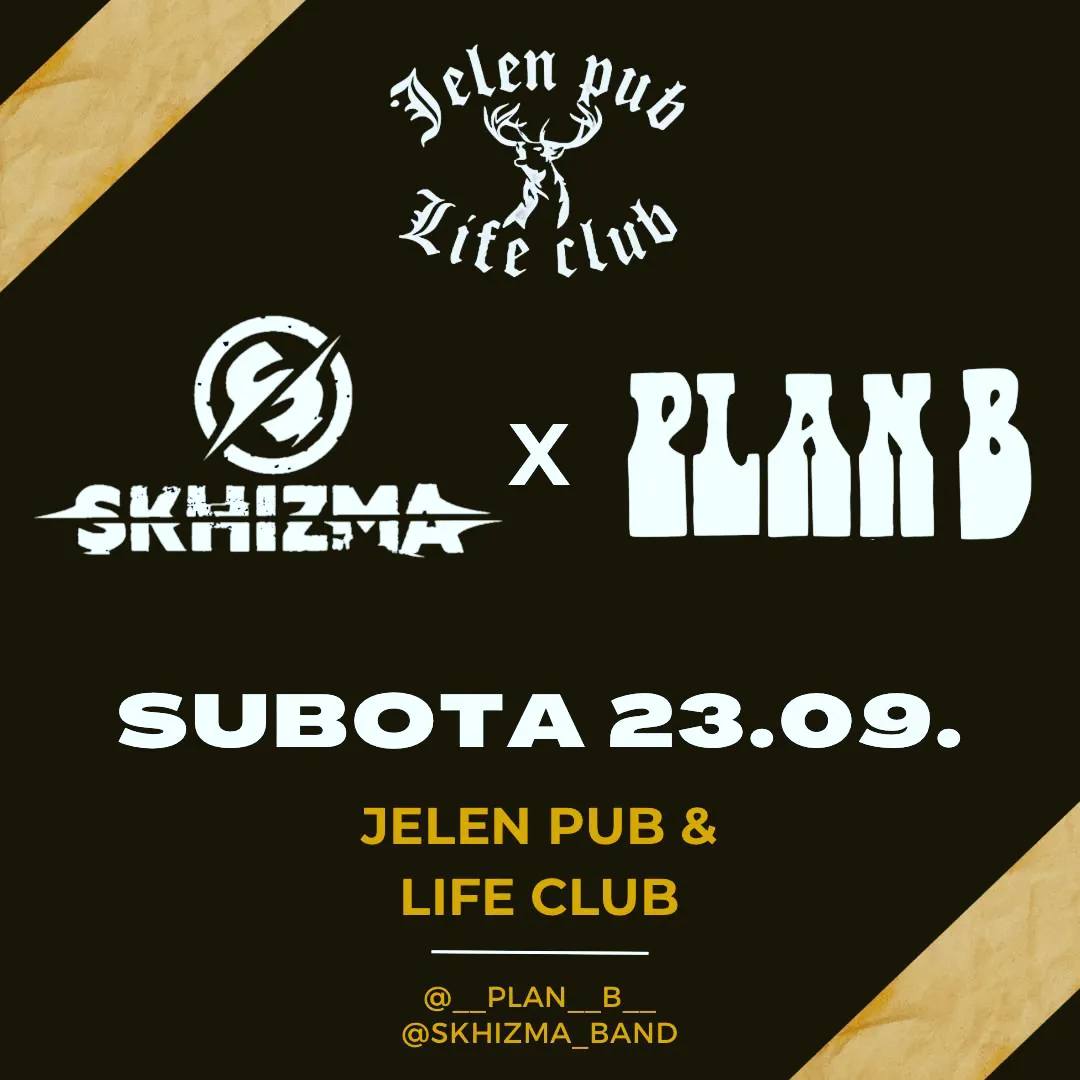 Jelen pub
Life club
SKHIZMA
X
PLAN B
SUBOTA 23.09.
JELEN PUB &
LIFE CLUB
@__PLAN__B__
@SKHIZMA_BAND